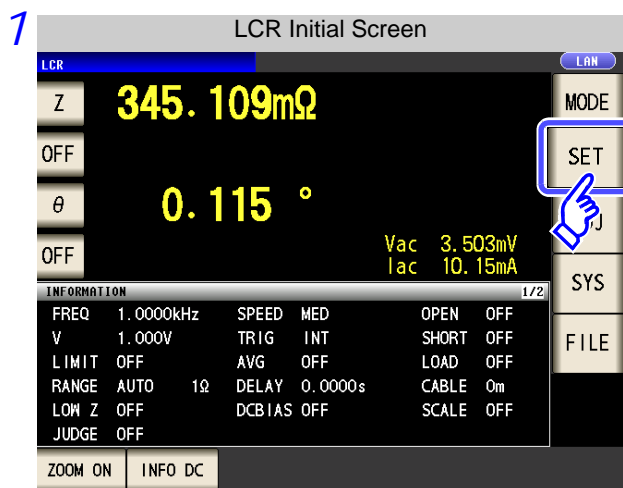 1
LCR Initial Screen
LCR
LAN
Z 345.109mΩ
MODE
OFF
SET
θ 0.115 °
OFF
Vac 3.503mV
Iac 10.15mA
SYS
INFORMATION 1/2
FREQ 1.0000kHz SPEED MED OPEN OFF
V 1.000V TRIG INT SHORT OFF
FILE
LIMIT OFF AVG OFF LOAD OFF
RANGE AUTO 1Ω DELAY 0.0000s CABLE 0m
LOW Z OFF DCBIAS OFF SCALE OFF
JUDGE OFF
ZOOM ON INFO DC